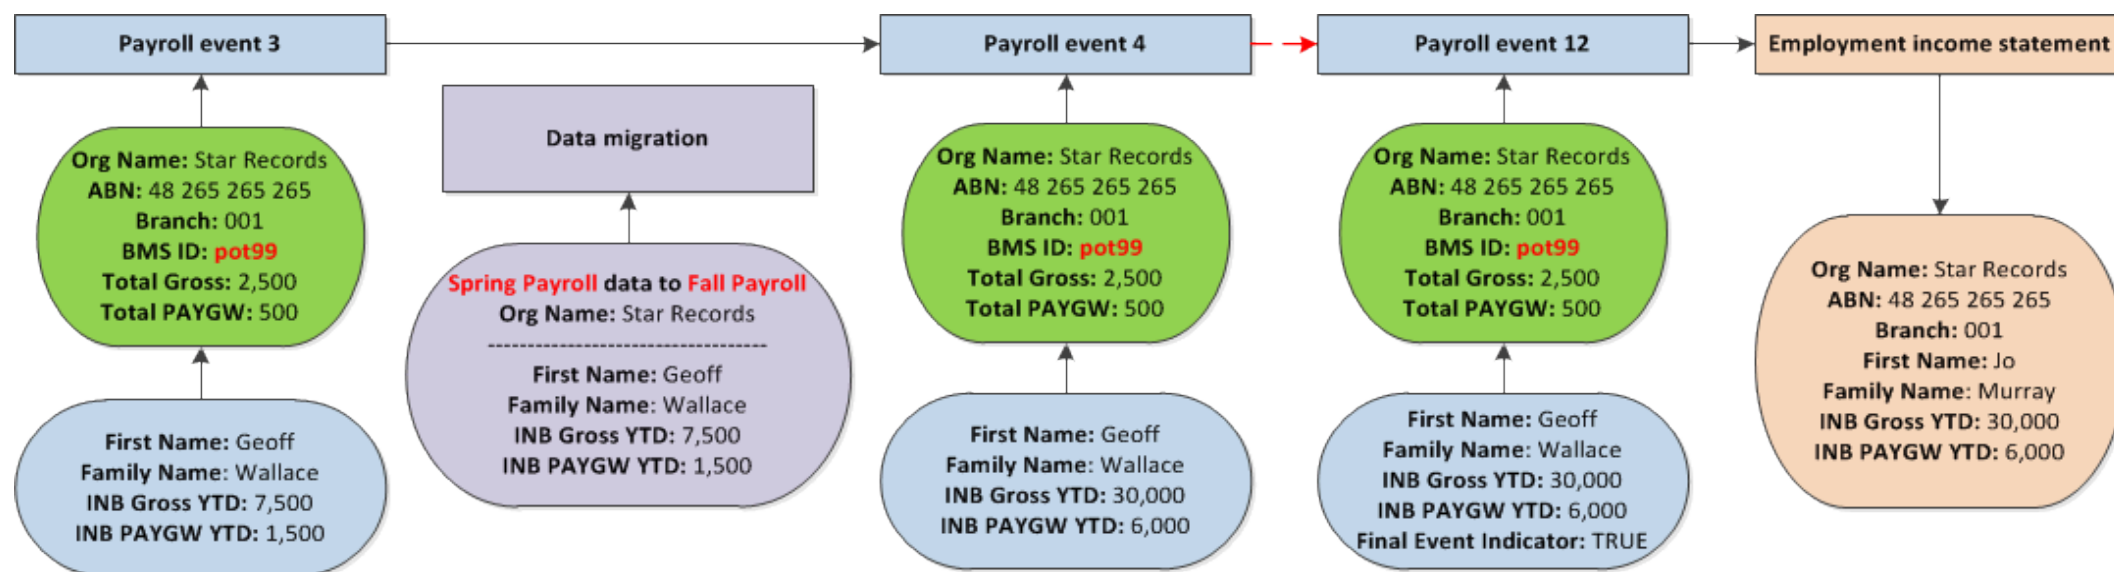 Payroll event 3
Org Name: Star Records
ABN: 48 265 265 265
Branch: 001
BMS ID: pot99
Total Gross: 2,500
Total PAYGW: 500
First Name: Geoff
Family Name: Wallace
INB Gross YTD: 7,500
INB PAYGW YTD: 1,500
Data migration
Spring Payroll data to Fall Payroll
Org Name: Star Records
-----------------------------------
First Name: Geoff
Family Name: Wallace
INB Gross YTD: 7,500
INB PAYGW YTD: 1,500
Payroll event 4
Org Name: Star Records
ABN: 48 265 265 265
Branch: 001
BMS ID: pot99
Total Gross: 2,500
Total PAYGW: 500
First Name: Geoff
Family Name: Wallace
INB Gross YTD: 30,000
INB PAYGW YTD: 6,000
Payroll event 12
Org Name: Star Records
ABN: 48 265 265 265
Branch: 001
BMS ID: pot99
Total Gross: 2,500
Total PAYGW: 500
First Name: Geoff
Family Name: Wallace
INB Gross YTD: 30,000
INB PAYGW YTD: 6,000
Final Event Indicator: TRUE
Employment income statement
Org Name: Star Records
ABN: 48 265 265 265
Branch: 001
First Name: Jo
Family Name: Murray
INB Gross YTD: 30,000
INB PAYGW YTD: 6,000